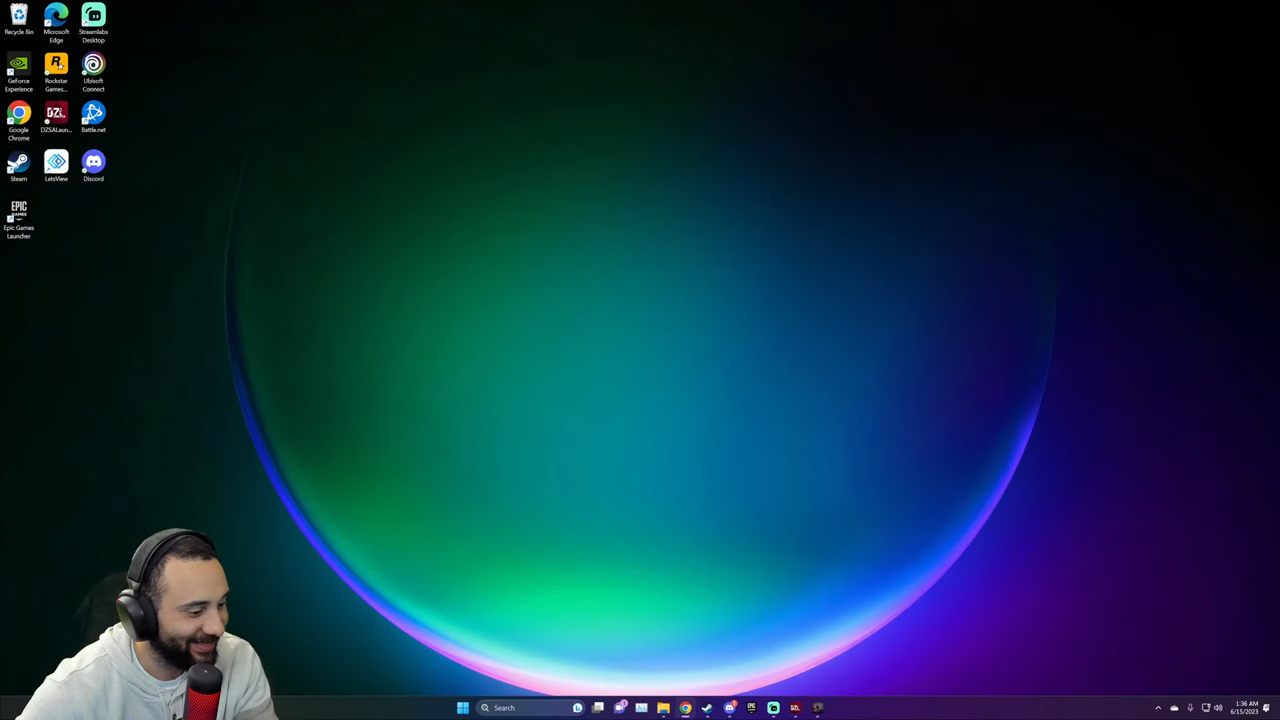 Recycle Bin
Microsoft
Edge
Streamlabs
Desktop
GeForce
Experience
R
Rockstar
Games...
Ubisoft
Connect
Google
Chrome
DZL
DZSALaun...
Battle.net
Steam
LetsView
Discord
EPIC
GAMES
Epic Games
Launcher
Search
1:36 AM
6/15/2023